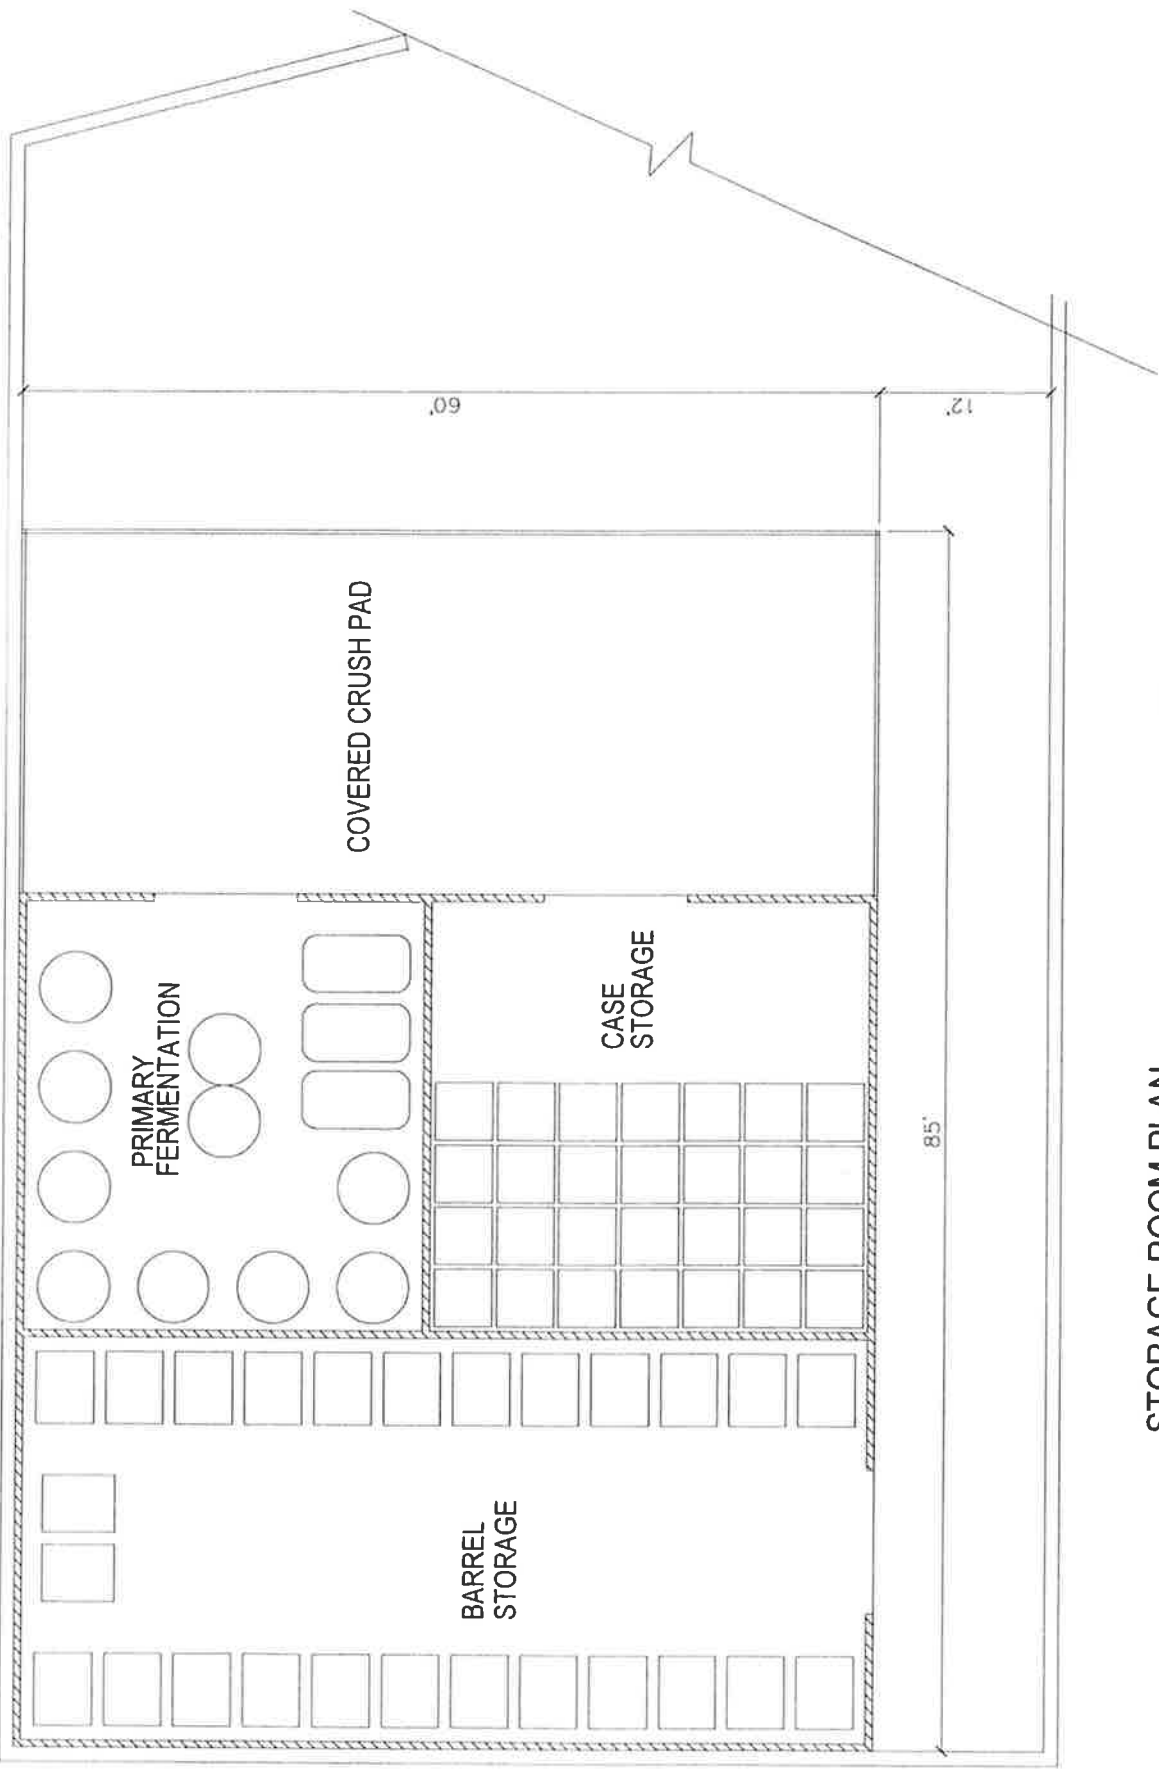 PRIMARY
FERMENTATION
COVERED CRUSH PAD
BARREL
STORAGE
CASE
STORAGE
60'
12'
85'
STORAGE ROOM PLAN